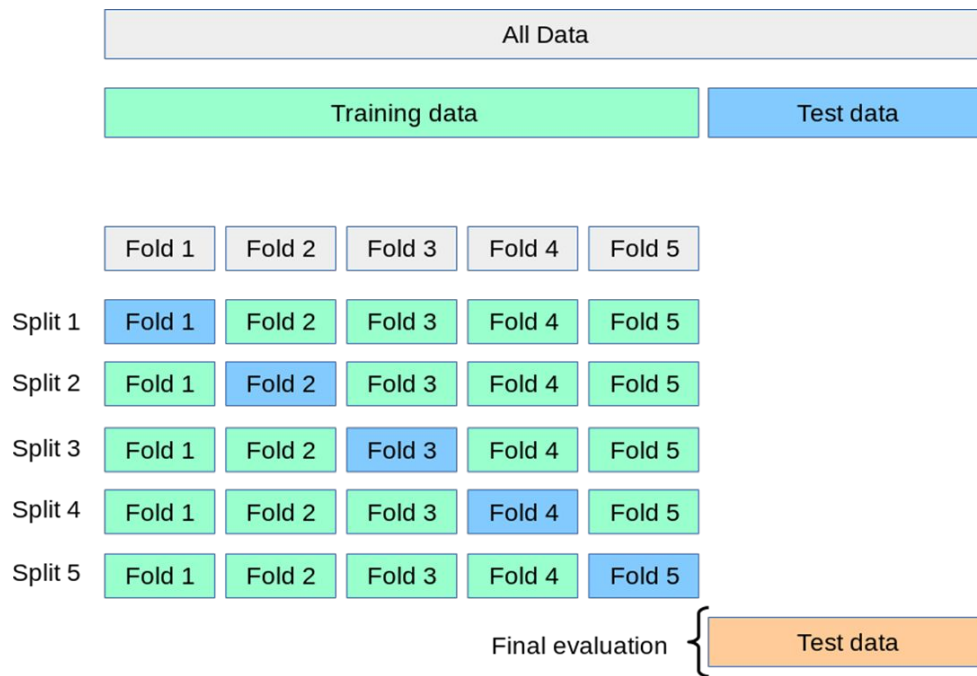 All Data
Training data Test data
Fold 1 Fold 2 Fold 3 Fold 4 Fold 5
Split 1 Fold 1 Fold 2 Fold 3 Fold 4 Fold 5
Split 2 Fold 1 Fold 2 Fold 3 Fold 4 Fold 5
Split 3 Fold 1 Fold 2 Fold 3 Fold 4 Fold 5
Split 4 Fold 1 Fold 2 Fold 3 Fold 4 Fold 5
Split 5 Fold 1 Fold 2 Fold 3 Fold 4 Fold 5
Final evaluation Test data